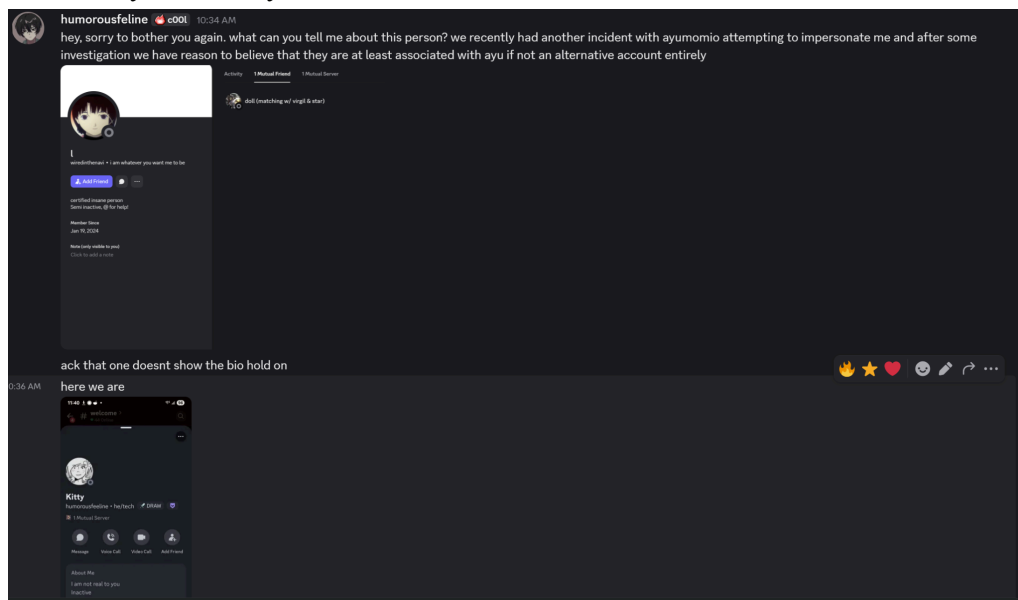 humorousfeline 🔥 c00l 10:34 AM
hey, sorry to bother you again. what can you tell me about this person? we recently had another incident with ayumomio attempting to impersonate me and after some
investigation we have reason to believe that they are at least associated with ayu if not an alternative account entirely
Activity 1 Mutual Friend 1 Mutual Server
doll (matching w/ virgil & star)
l
wiredinthenavi • i am whatever you want me to be
Add Friend
certified insane person
Semi inactive, @ for help!
Member Since
Jan 19, 2024
Note (only visible to you)
Click to add a note
ack that one doesnt show the bio hold on
0:36 AM here we are
11:40
# welcome
Kitty
humorousfeeline • he/tech DRAW
1 Mutual Server
Message Voice Call Video Call Add Friend
About Me
I am not real to you
Inactive